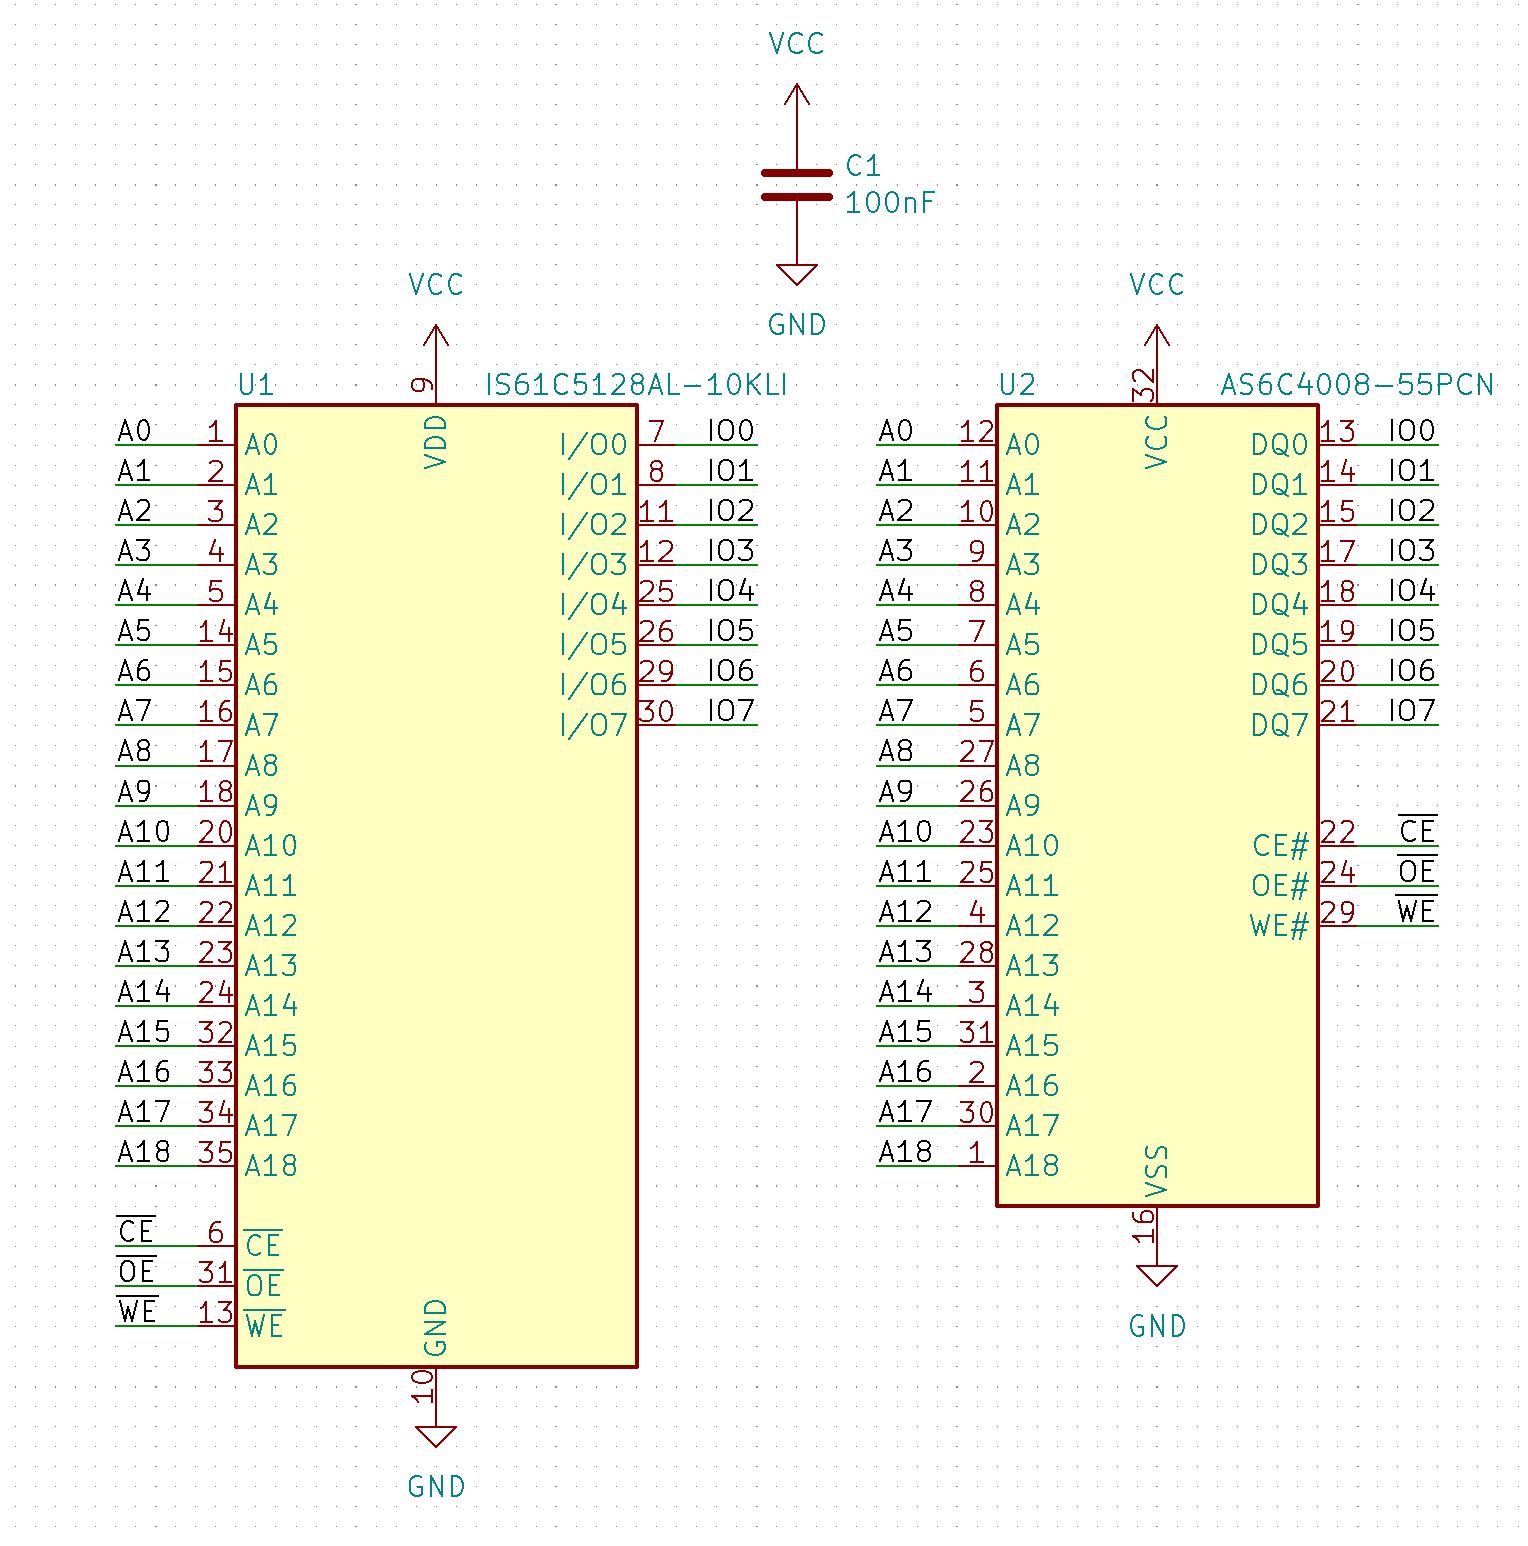 VCC
C1
100nF
GND
VCC
U1 IS61C5128AL-10KLI
9
VDD
A0 1 A0 I/O0 7 IO0
A1 2 A1 I/O1 8 IO1
A2 3 A2 I/O2 11 IO2
A3 4 A3 I/O3 12 IO3
A4 5 A4 I/O4 25 IO4
A5 14 A5 I/O5 26 IO5
A6 15 A6 I/O6 29 IO6
A7 16 A7 I/O7 30 IO7
A8 17 A8
A9 18 A9
A10 20 A10
A11 21 A11
A12 22 A12
A13 23 A13
A14 24 A14
A15 32 A15
A16 33 A16
A17 34 A17
A18 35 A18
CE 6 CE
OE 31 OE
WE 13 WE
GND
10
GND
VCC
U2 AS6C4008-55PCN
32
VCC
A0 12 A0 DQ0 13 IO0
A1 11 A1 DQ1 14 IO1
A2 10 A2 DQ2 15 IO2
A3 9 A3 DQ3 17 IO3
A4 8 A4 DQ4 18 IO4
A5 7 A5 DQ5 19 IO5
A6 6 A6 DQ6 20 IO6
A7 5 A7 DQ7 21 IO7
A8 27 A8
A9 26 A9
A10 23 A10 CE# 22 CE
A11 25 A11 OE# 24 OE
A12 4 A12 WE# 29 WE
A13 28 A13
A14 3 A14
A15 31 A15
A16 2 A16
A17 30 A17
A18 1 A18
VSS
16
GND